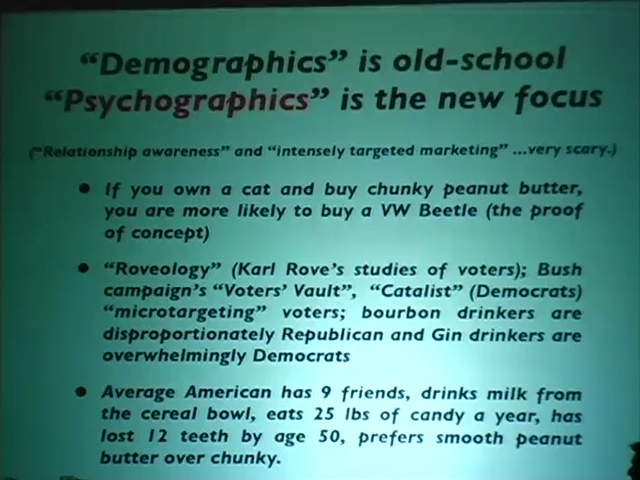 “Demographics” is old-school
“Psychographics” is the new focus
(“Relationship awareness” and “intensely targeted marketing” ...very scary.)
• If you own a cat and buy chunky peanut butter,
you are more likely to buy a VW Beetle (the proof
of concept)
• “Roveology” (Karl Rove’s studies of voters); Bush
campaign’s “Voters’ Vault”, “Catalist” (Democrats)
“microtargeting” voters; bourbon drinkers are
disproportionately Republican and Gin drinkers are
overwhelmingly Democrats
• Average American has 9 friends, drinks milk from
the cereal bowl, eats 25 lbs of candy a year, has
lost 12 teeth by age 50, prefers smooth peanut
butter over chunky.